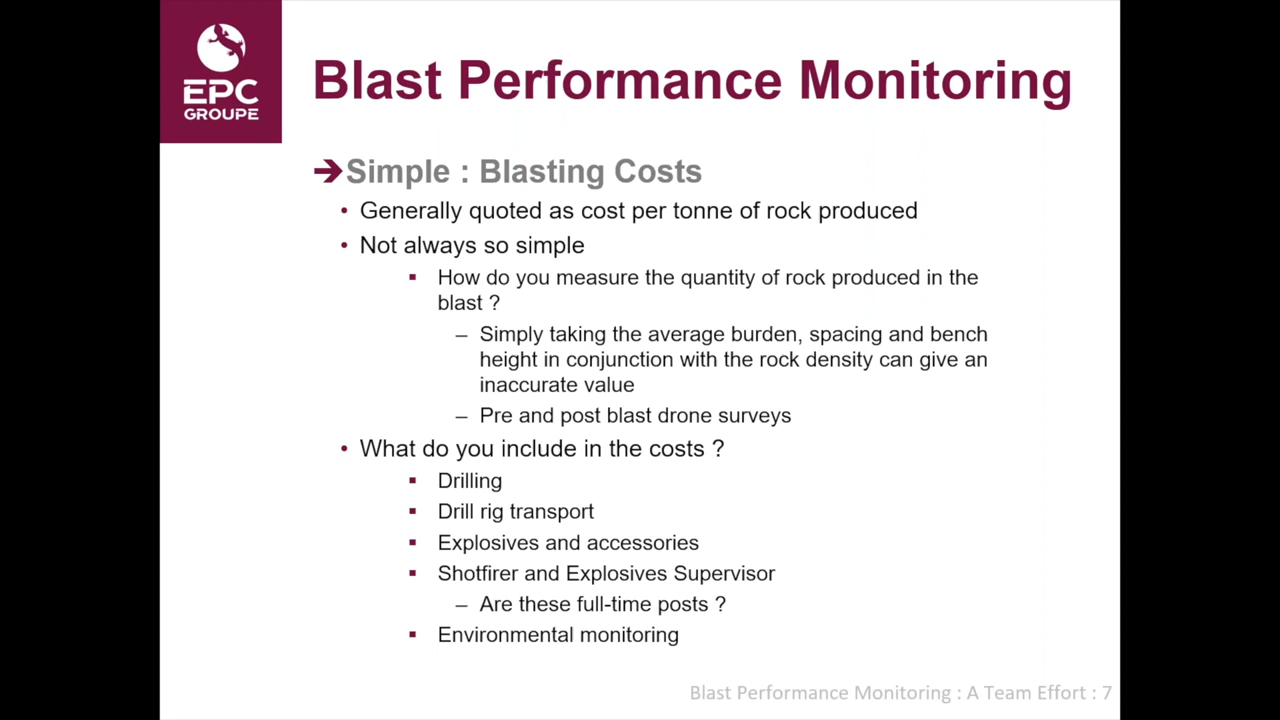 EPC
GROUPE
Blast Performance Monitoring
➔Simple : Blasting Costs
• Generally quoted as cost per tonne of rock produced
• Not always so simple
▪ How do you measure the quantity of rock produced in the
blast ?
– Simply taking the average burden, spacing and bench
height in conjunction with the rock density can give an
inaccurate value
– Pre and post blast drone surveys
• What do you include in the costs ?
▪ Drilling
▪ Drill rig transport
▪ Explosives and accessories
▪ Shotfirer and Explosives Supervisor
– Are these full-time posts ?
▪ Environmental monitoring
Blast Performance Monitoring : A Team Effort : 7